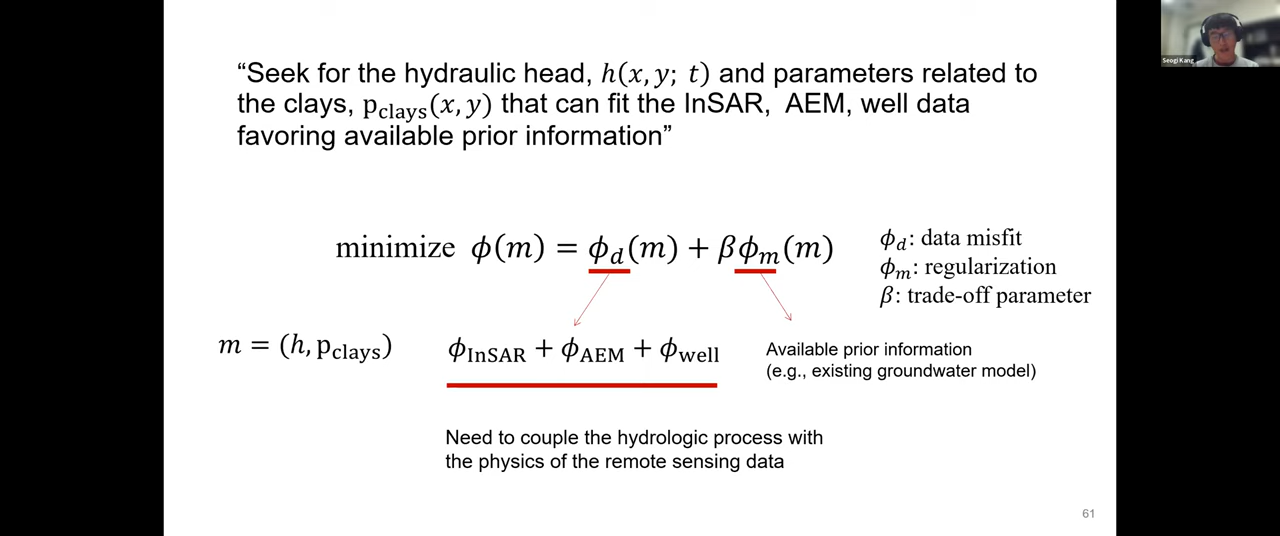 “Seek for the hydraulic head, h(x, y; t) and parameters related to
the clays, p_clays(x, y) that can fit the InSAR, AEM, well data
favoring available prior information”
minimize ϕ(m) = ϕ_d(m) + βϕ_m(m)
ϕ_d: data misfit
ϕ_m: regularization
β: trade-off parameter
m = (h, p_clays)
ϕ_InSAR + ϕ_AEM + ϕ_well
Available prior information
(e.g., existing groundwater model)
Need to couple the hydrologic process with
the physics of the remote sensing data
61
Seogi Kang